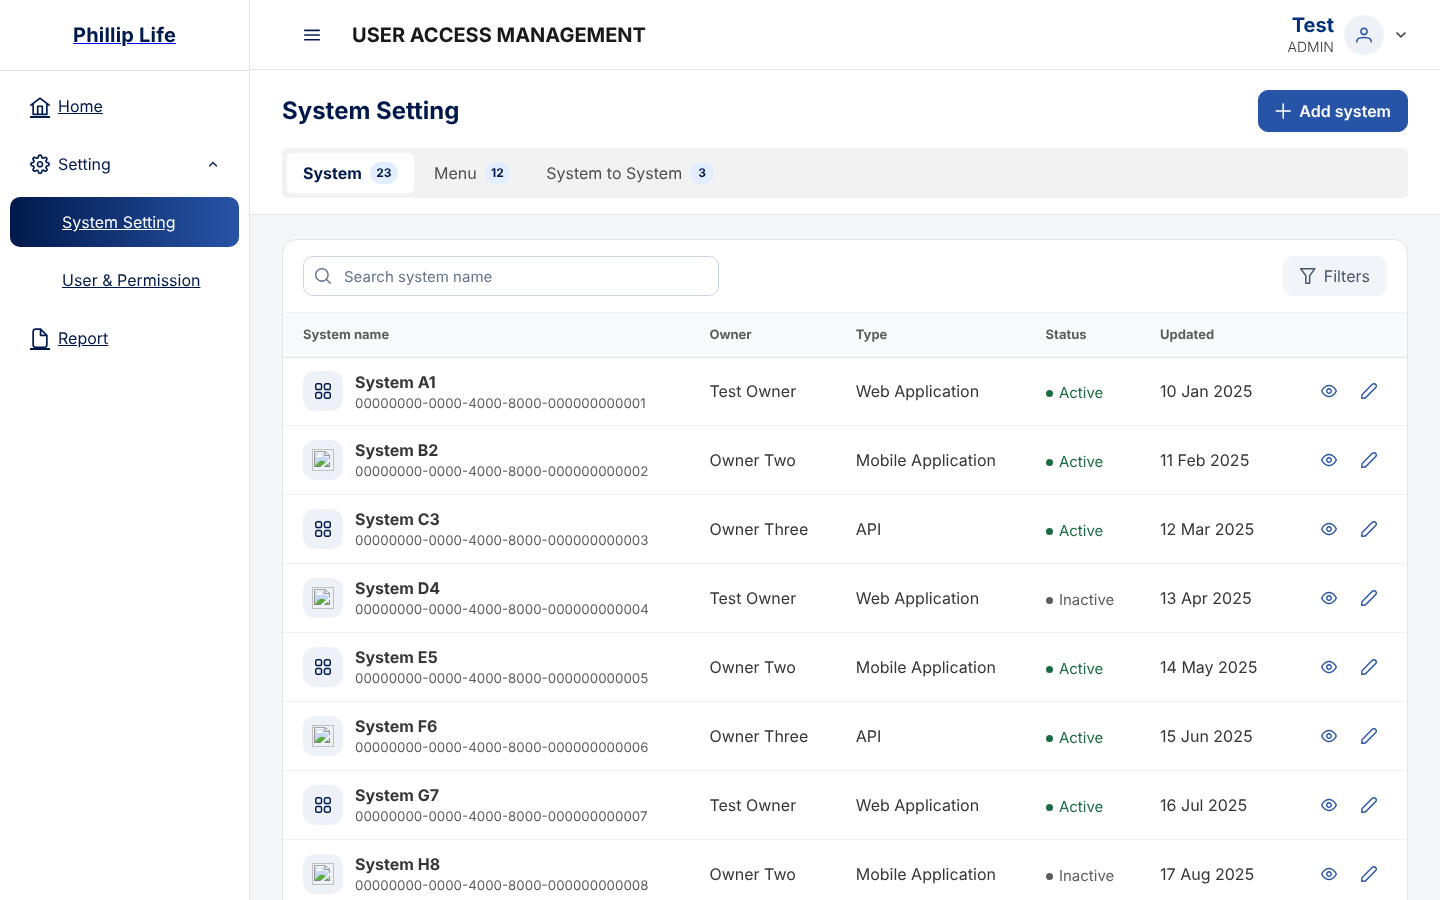 Phillip Life
USER ACCESS MANAGEMENT
Test
ADMIN
Home
Setting
System Setting
User & Permission
Report
System Setting
Add system
System 23 Menu 12 System to System 3
Search system name
Filters
System name Owner Type Status Updated
System A1
00000000-0000-4000-8000-000000000001
Test Owner Web Application Active 10 Jan 2025
System B2
00000000-0000-4000-8000-000000000002
Owner Two Mobile Application Active 11 Feb 2025
System C3
00000000-0000-4000-8000-000000000003
Owner Three API Active 12 Mar 2025
System D4
00000000-0000-4000-8000-000000000004
Test Owner Web Application Inactive 13 Apr 2025
System E5
00000000-0000-4000-8000-000000000005
Owner Two Mobile Application Active 14 May 2025
System F6
00000000-0000-4000-8000-000000000006
Owner Three API Active 15 Jun 2025
System G7
00000000-0000-4000-8000-000000000007
Test Owner Web Application Active 16 Jul 2025
System H8
00000000-0000-4000-8000-000000000008
Owner Two Mobile Application Inactive 17 Aug 2025